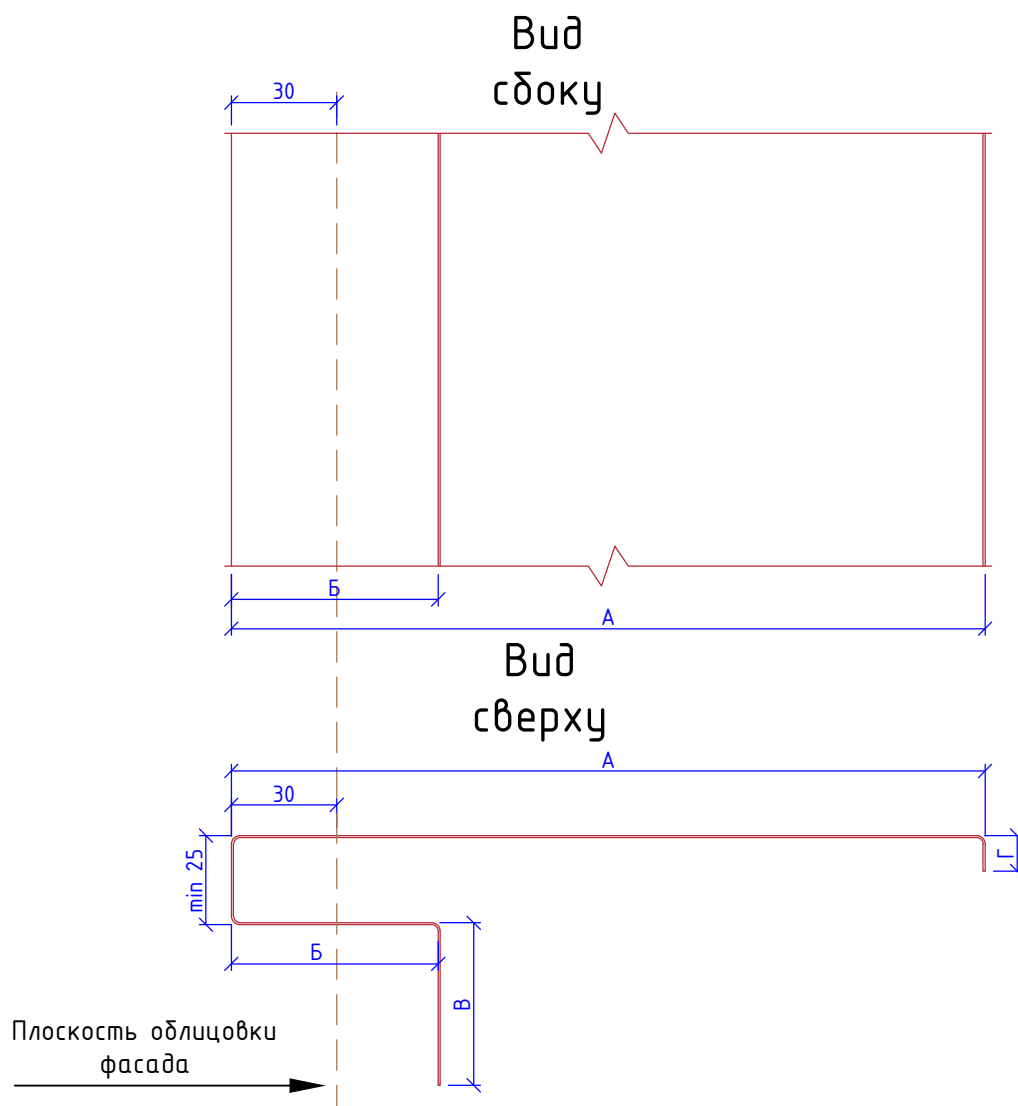 Вид
сбоку
30
Б
А
Вид
сверху
А
30
min 25
Г
Б
В
Плоскость облицовки
фасада